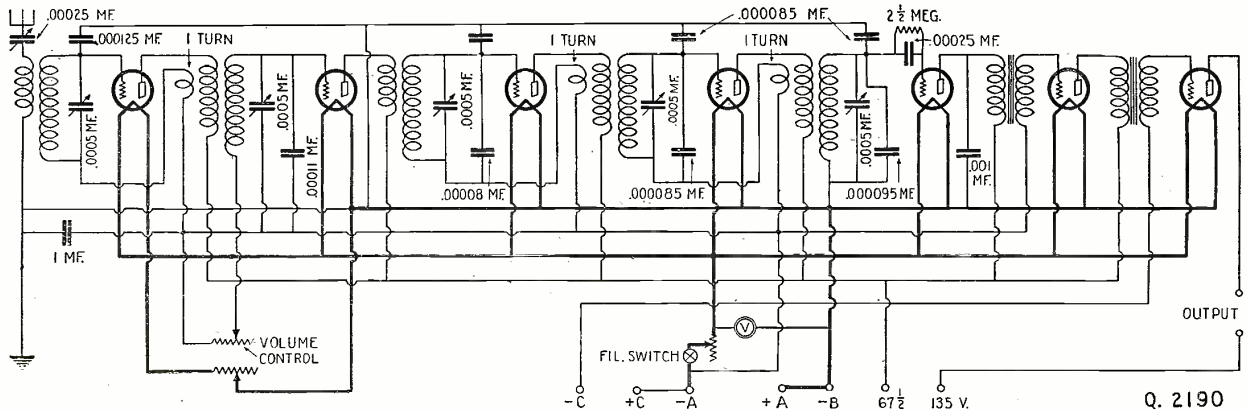 .00025 MF.
.000125 MF.
1 TURN
.0005 MF.
.0005 MF.
.00011 MF.
1 MF.
VOLUME
CONTROL
.0005 MF.
.00008 MF.
1 TURN
.000085 MF.
.0005 MF.
.000085 MF.
1 TURN
.0005 MF.
.000095 MF.
2 ½ MEG.
.00025 MF.
.001
MF.
V
FIL. SWITCH
OUTPUT
-C
+C
-A
+A
-B
67 ½
135 V.
Q. 2190